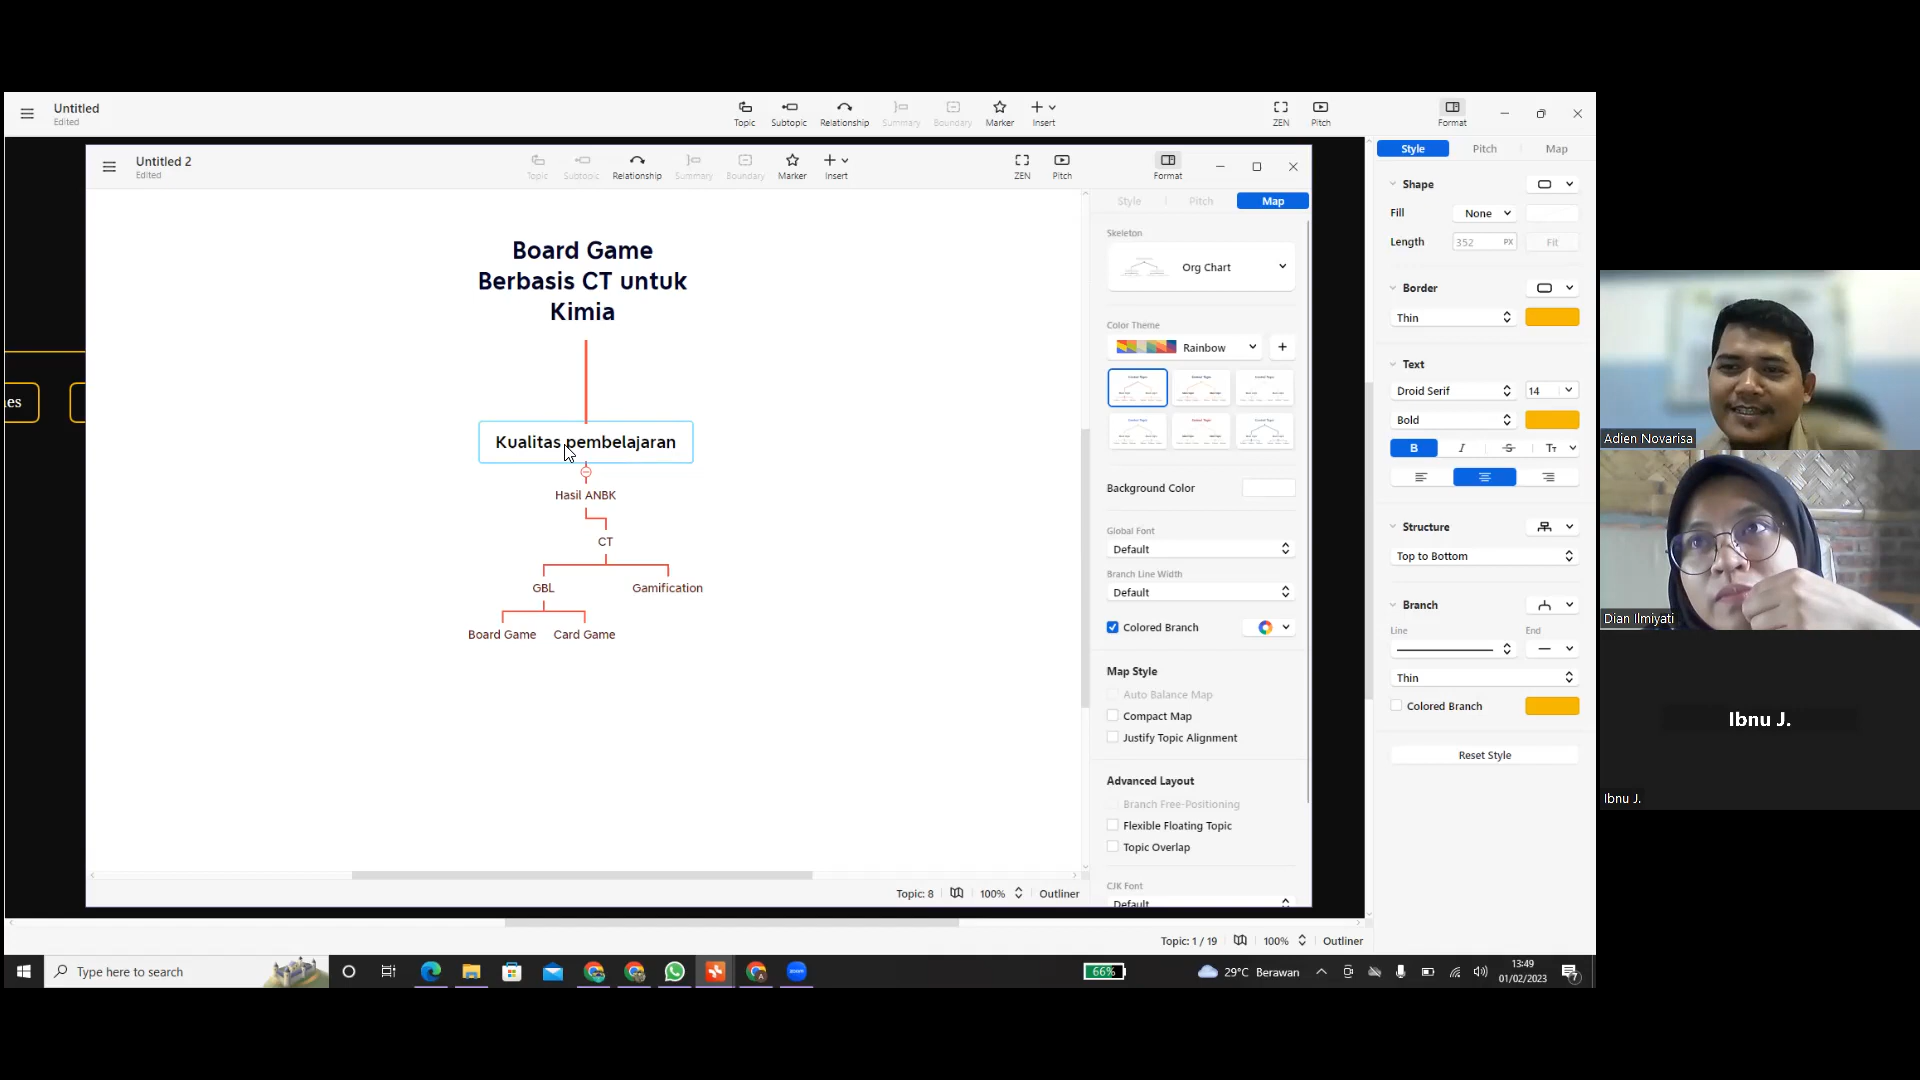 Untitled
Edited
Topic
Subtopic
Relationship
Summary
Boundary
Marker
Insert
ZEN
Pitch
Format
Untitled 2
Edited
Topic
Subtopic
Relationship
Summary
Boundary
Marker
Insert
ZEN
Pitch
Format
Style
Pitch
Map
Board Game
Berbasis CT untuk
Kimia
Kualitas pembelajaran
Hasil ANBK
CT
GBL
Gamification
Board Game
Card Game
es
Skeleton
Org Chart
Color Theme
Rainbow
Background Color
Global Font
Default
Branch Line Width
Default
Colored Branch
Map Style
Auto Balance Map
Compact Map
Justify Topic Alignment
Advanced Layout
Branch Free-Positioning
Flexible Floating Topic
Topic Overlap
CJK Font
Default
Topic: 8
100%
Outliner
Style
Pitch
Map
Shape
Fill
None
Length
352 PX
Fit
Border
Thin
Text
Droid Serif
14
Bold
B
I
S
Tт
Structure
Top to Bottom
Branch
Line
End
Thin
Colored Branch
Reset Style
Topic: 1 / 19
100%
Outliner
Type here to search
zoom
66%
29°C Berawan
13:49
01/02/2023
7
Adien Novarisa
Dian Ilmiyati
Ibnu J.
Ibnu J.